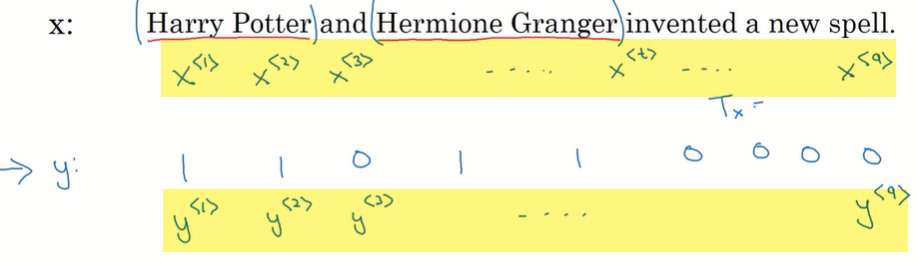 x: (Harry Potter) and (Hermione Granger) invented a new spell.
x<1> x<2> x<3> ..... x<t> .... x<9>
Tx =
→ y: 1 1 0 1 1 0 0 0 0
y<1> y<2> y<3> .... y<9>